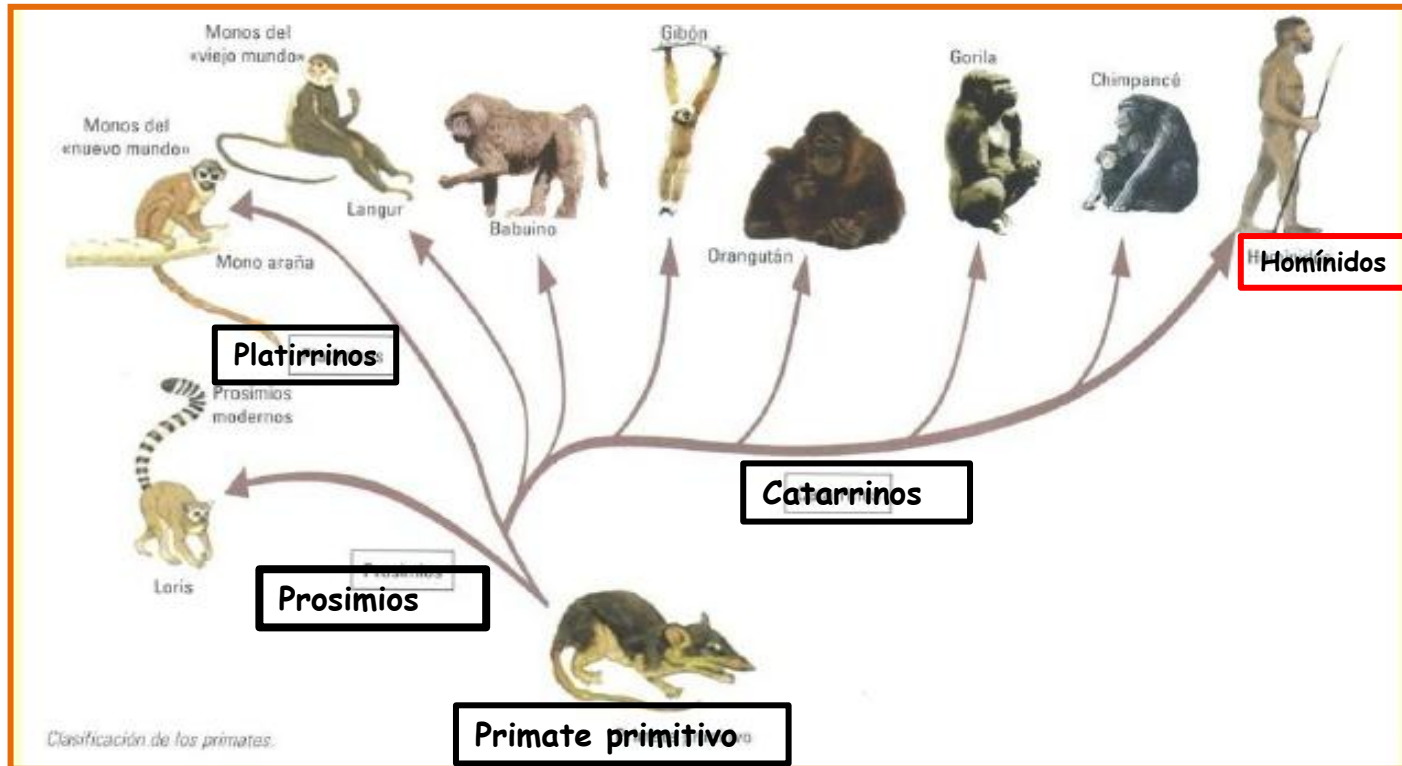 Monos del
«viejo mundo»
Gibón
Gorila
Chimpancé
Monos del
«nuevo mundo»
Langur
Babuino
Orangután
Homínidos
Mono araña
Platirrinos
Prosimios
modernos
Catarrinos
Loris
Prosimios
Prosimios
Primate primitivo
Clasificación de los primates.